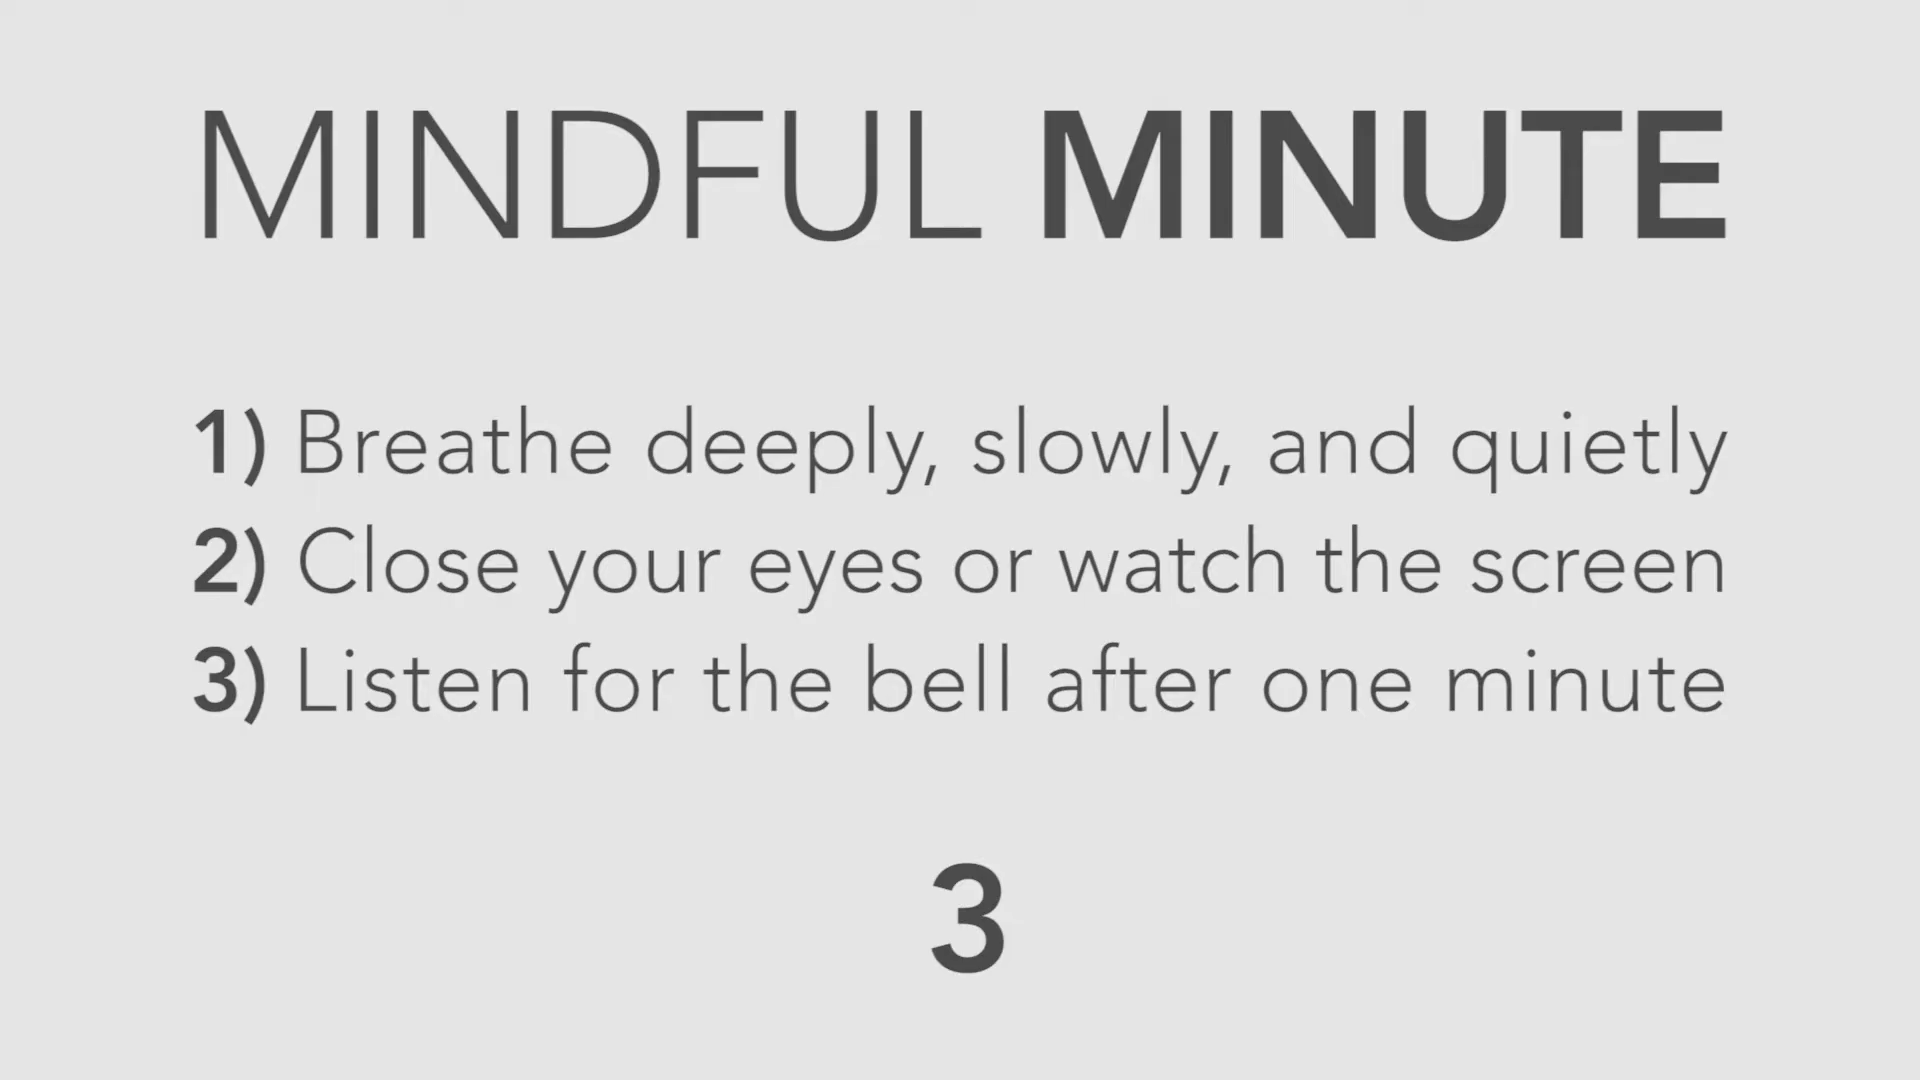 MINDFUL MINUTE
1) Breathe deeply, slowly, and quietly
2) Close your eyes or watch the screen
3) Listen for the bell after one minute
3